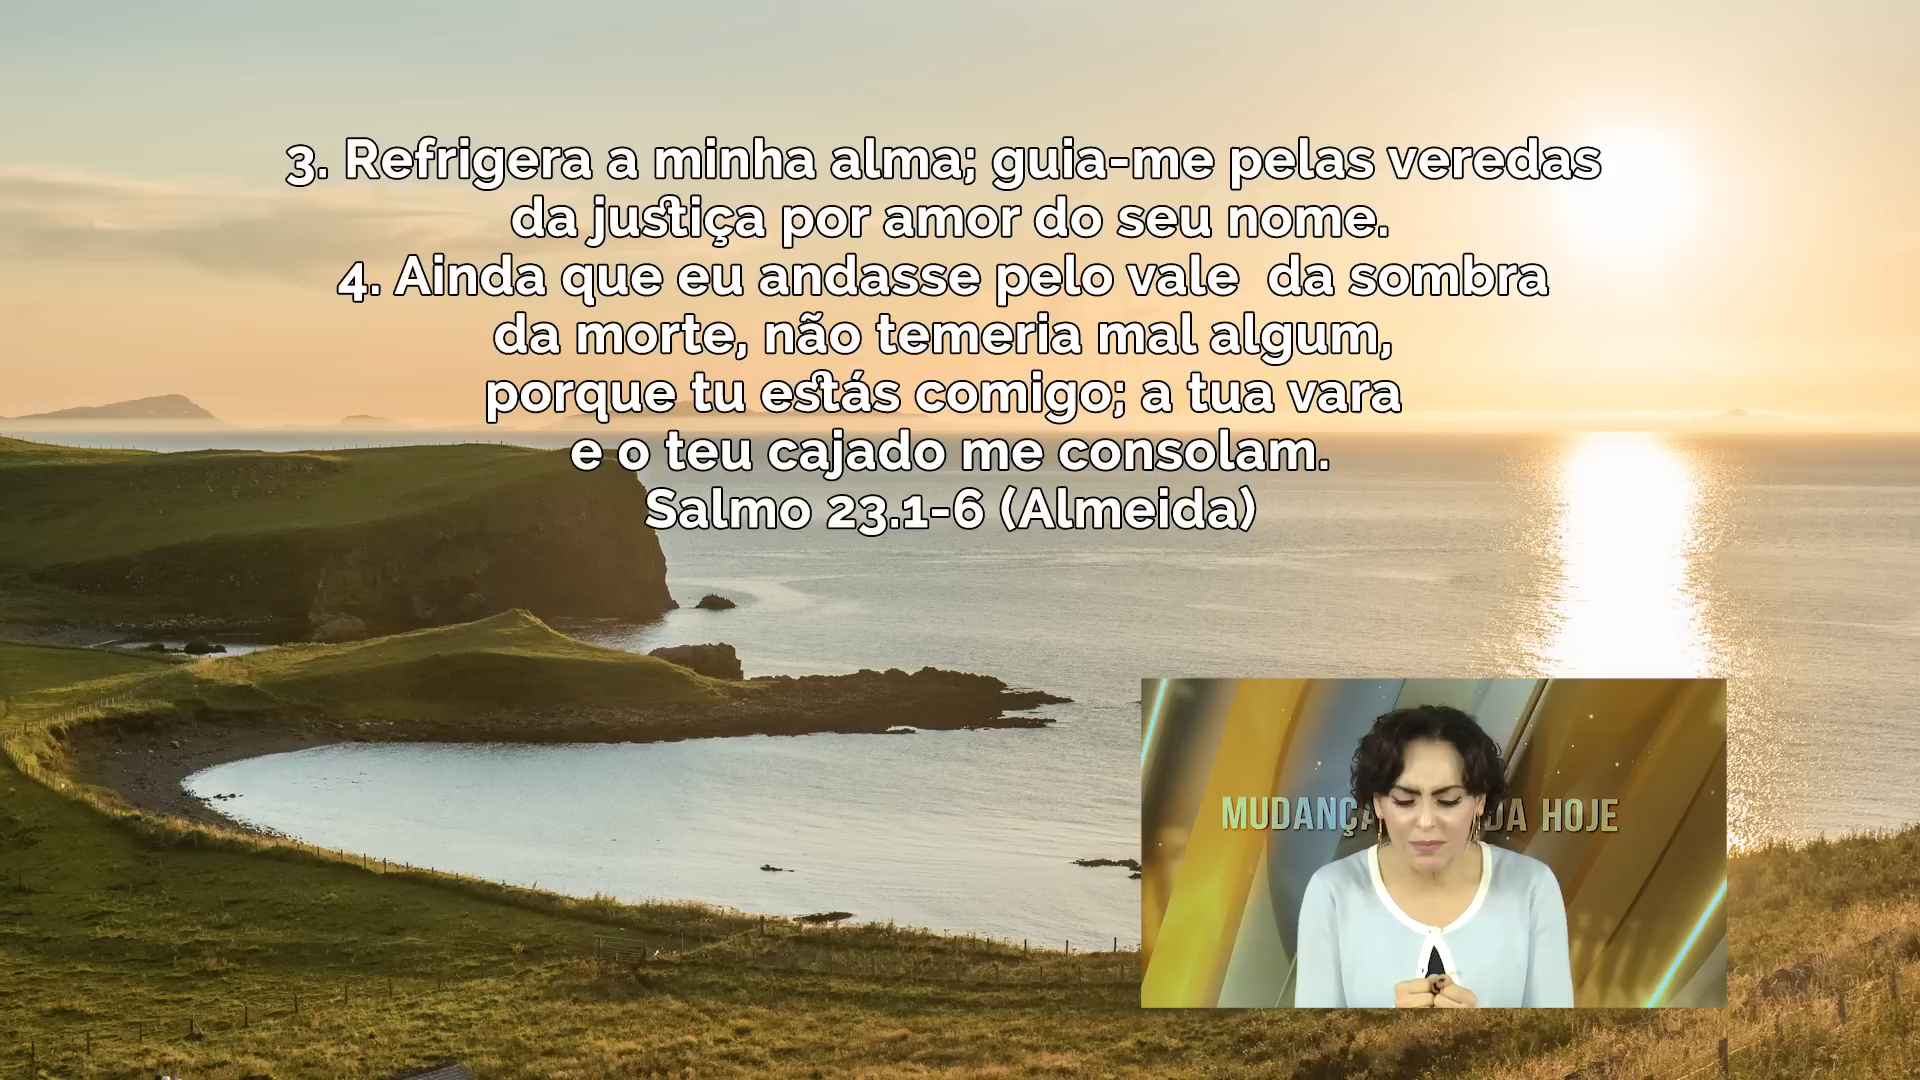 3. Refrigera a minha alma; guia-me pelas veredas
da justiça por amor do seu nome.
4. Ainda que eu andasse pelo vale  da sombra
da morte, não temeria mal algum,
porque tu estás comigo; a tua vara
e o teu cajado me consolam.
Salmo 23.1-6 (Almeida)
HOJE